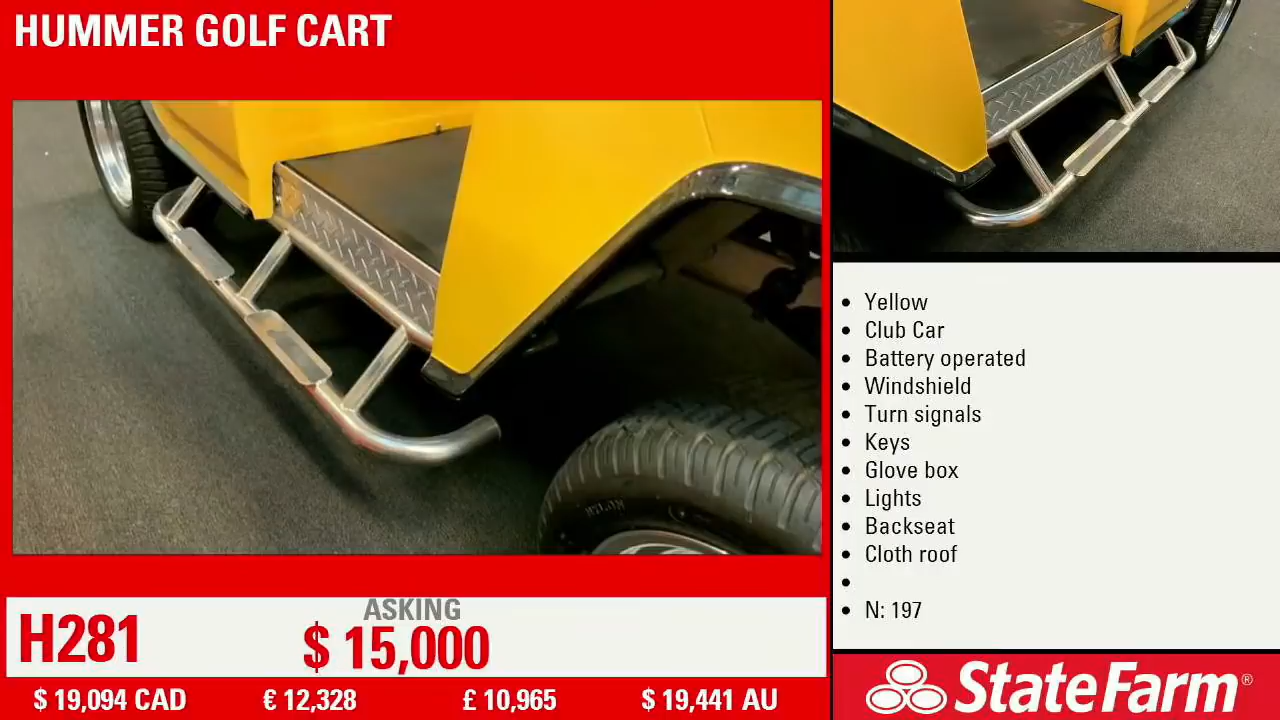 HUMMER GOLF CART
Yellow
Club Car
Battery operated
Windshield
Turn signals
Keys
Glove box
Lights
Backseat
Cloth roof
N: 197
H281
ASKING
$ 15,000
$ 19,094 CAD
€ 12,328
£ 10,965
$ 19,441 AU
StateFarm®